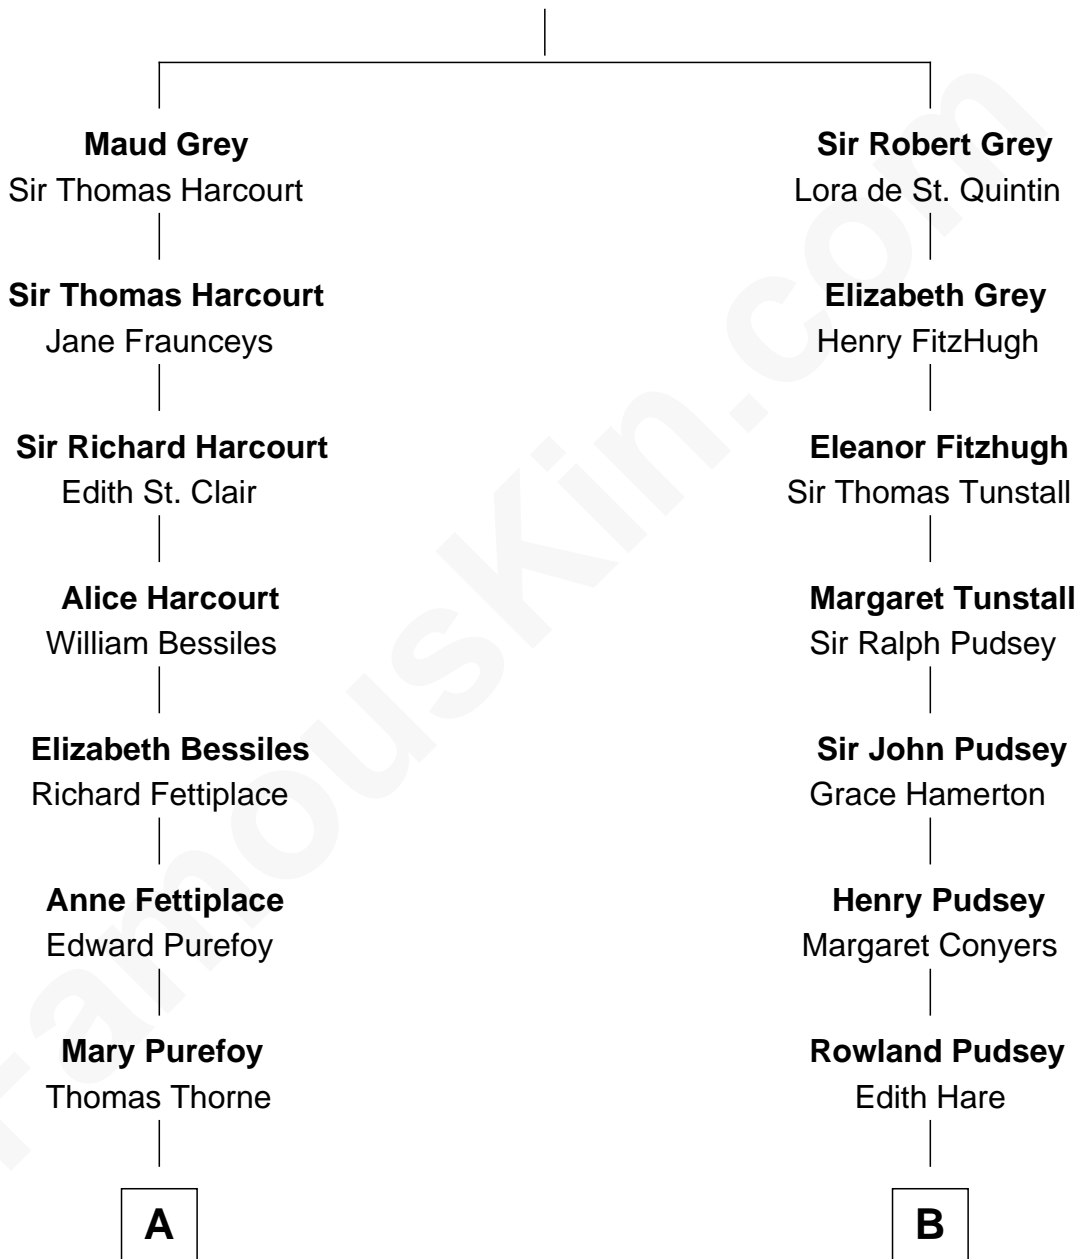 Maud Grey
Sir Thomas Harcourt
Sir Thomas Harcourt
Jane Fraunceys
Sir Richard Harcourt
Edith St. Clair
Alice Harcourt
William Bessiles
Elizabeth Bessiles
Richard Fettiplace
Anne Fettiplace
Edward Purefoy
Mary Purefoy
Thomas Thorne
A
Sir Robert Grey
Lora de St. Quintin
Elizabeth Grey
Henry FitzHugh
Eleanor Fitzhugh
Sir Thomas Tunstall
Margaret Tunstall
Sir Ralph Pudsey
Sir John Pudsey
Grace Hamerton
Henry Pudsey
Margaret Conyers
Rowland Pudsey
Edith Hare
B
FamousKin.com